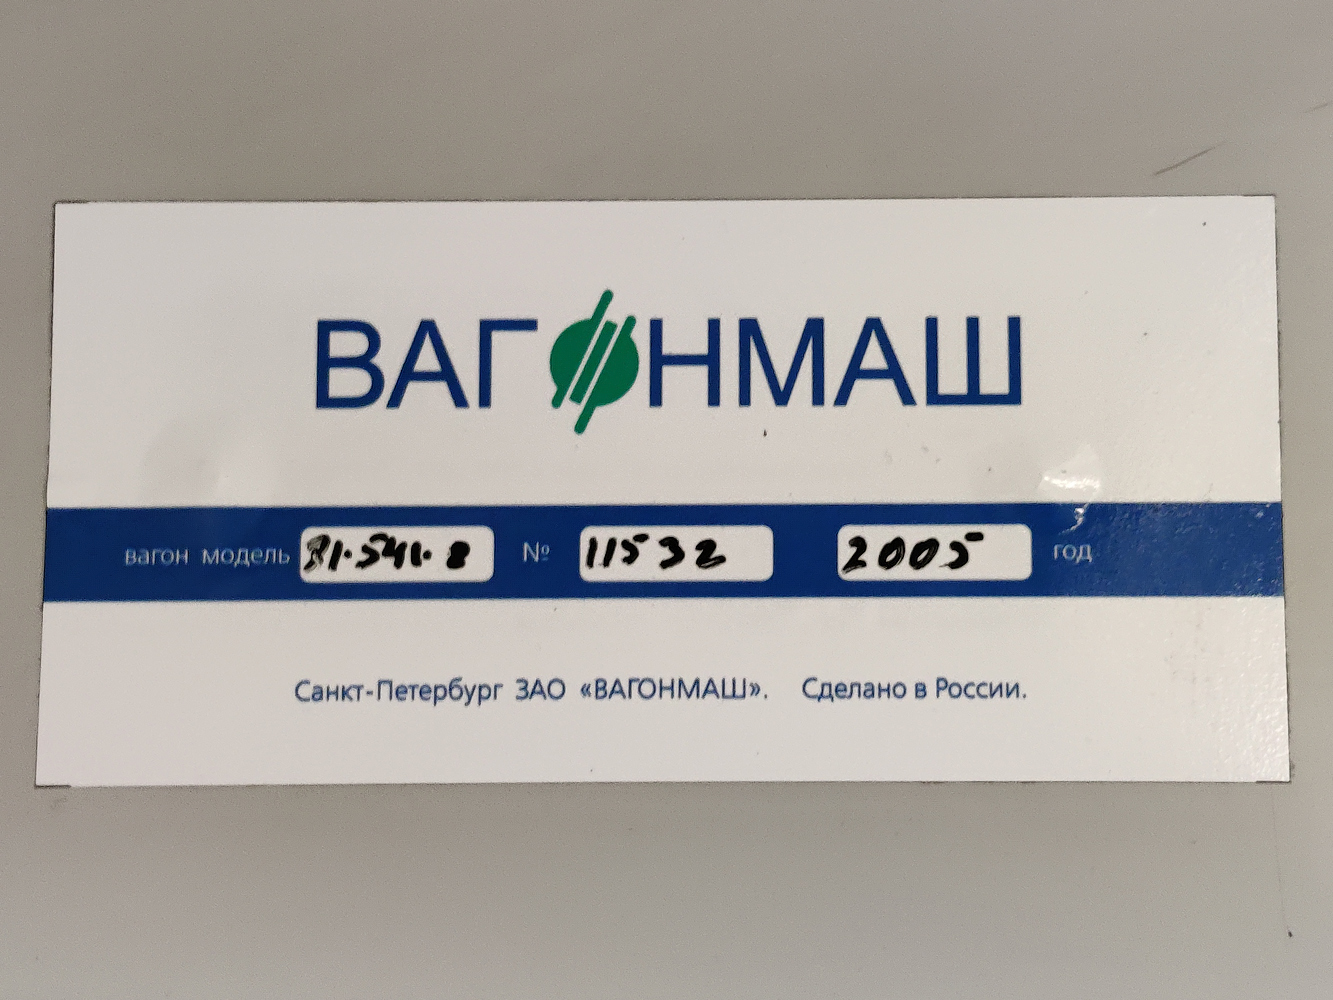 ВАГОНМАШ
вагон модель 81.541.8 № 11532 2005 год
Санкт-Петербург ЗАО «ВАГОНМАШ». Сделано в России.